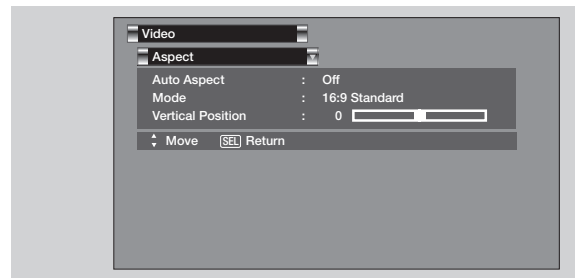 Video
Aspect
Auto Aspect : Off
Mode : 16:9 Standard
Vertical Position : 0
Move SEL Return